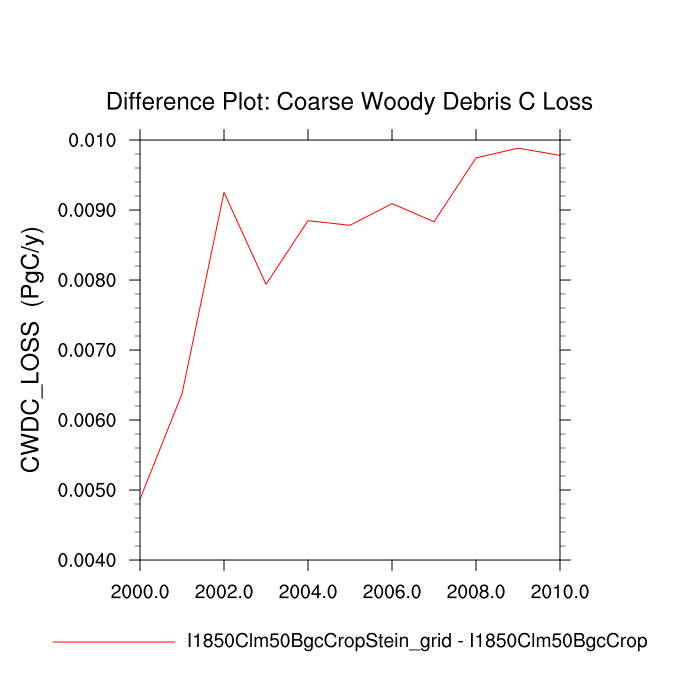 Difference Plot: Coarse Woody Debris C Loss
CWDC_LOSS (PgC/y)
0.010
0.0090
0.0080
0.0070
0.0060
0.0050
0.0040
2000.0 2002.0 2004.0 2006.0 2008.0 2010.0
I1850Clm50BgcCropStein_grid - I1850Clm50BgcCrop